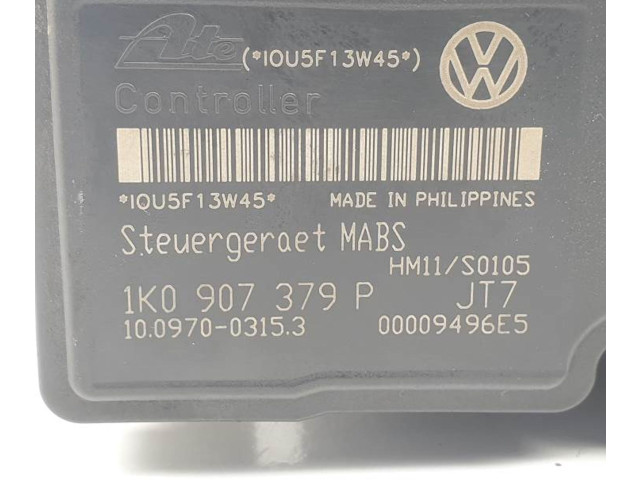 Ate (*IOU5F13W45*)
Controller
*IOU5F13W45* MADE IN PHILIPPINES
Steuergeraet MABS
HM11/S0105
1K0 907 379 P JT7
10.0970-0315.3 00009496E5